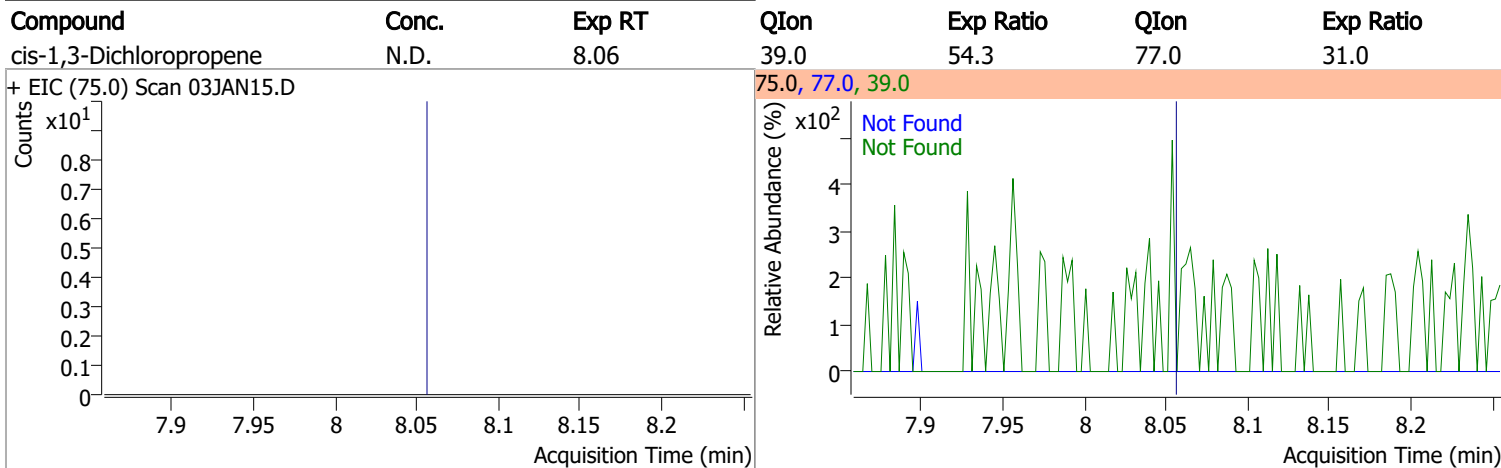 Compound Conc. Exp RT QIon Exp Ratio QIon Exp Ratio
cis-1,3-Dichloropropene N.D. 8.06 39.0 54.3 77.0 31.0
+ EIC (75.0) Scan 03JAN15.D
Counts
x10¹
0.8
0.7
0.6
0.5
0.4
0.3
0.2
0.1
0
7.9 7.95 8 8.05 8.1 8.15 8.2
Acquisition Time (min)
75.0, 77.0, 39.0
Relative Abundance (%)
x10²
Not Found
Not Found
4
3
2
1
0
7.9 7.95 8 8.05 8.1 8.15 8.2
Acquisition Time (min)